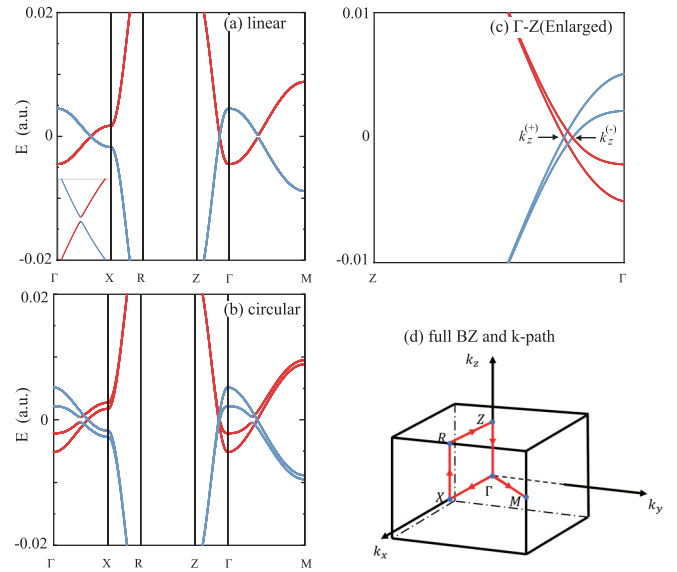 (a) linear
0.02
E (a.u.)
0
-0.02
Γ X R Z Γ M
(b) circular
0.02
E (a.u.)
0
-0.02
Γ X R Z Γ M
(c) Γ-Z(Enlarged)
0.01
0
k_z^(+) k_z^(-)
-0.01
Z Γ
(d) full BZ and k-path
k_z
Z
R
Γ
X M
k_y
k_x